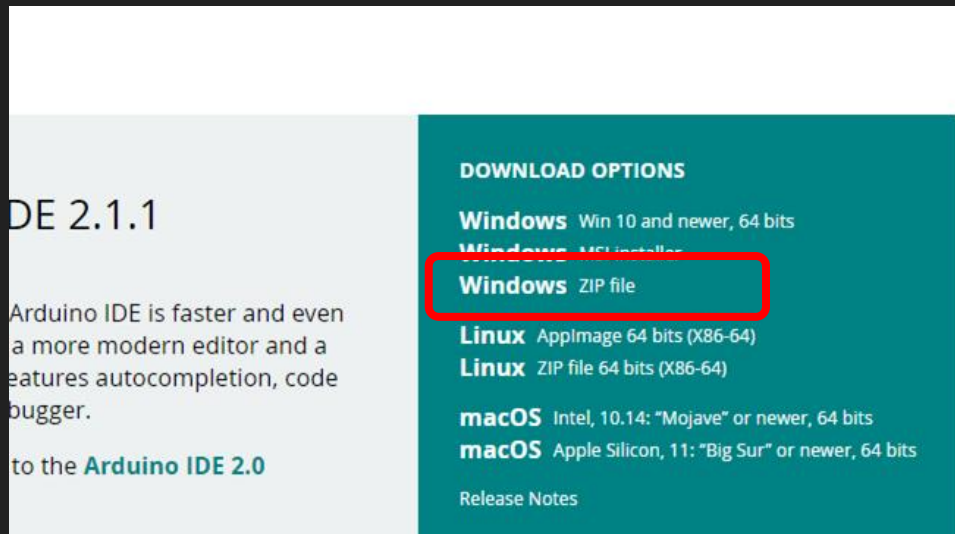 DE 2.1.1
Arduino IDE is faster and even
a more modern editor and a
eatures autocompletion, code
bugger.
to the Arduino IDE 2.0
DOWNLOAD OPTIONS
Windows Win 10 and newer, 64 bits
Windows MSI installer
Windows ZIP file
Linux AppImage 64 bits (X86-64)
Linux ZIP file 64 bits (X86-64)
macOS Intel, 10.14: “Mojave” or newer, 64 bits
macOS Apple Silicon, 11: “Big Sur” or newer, 64 bits
Release Notes